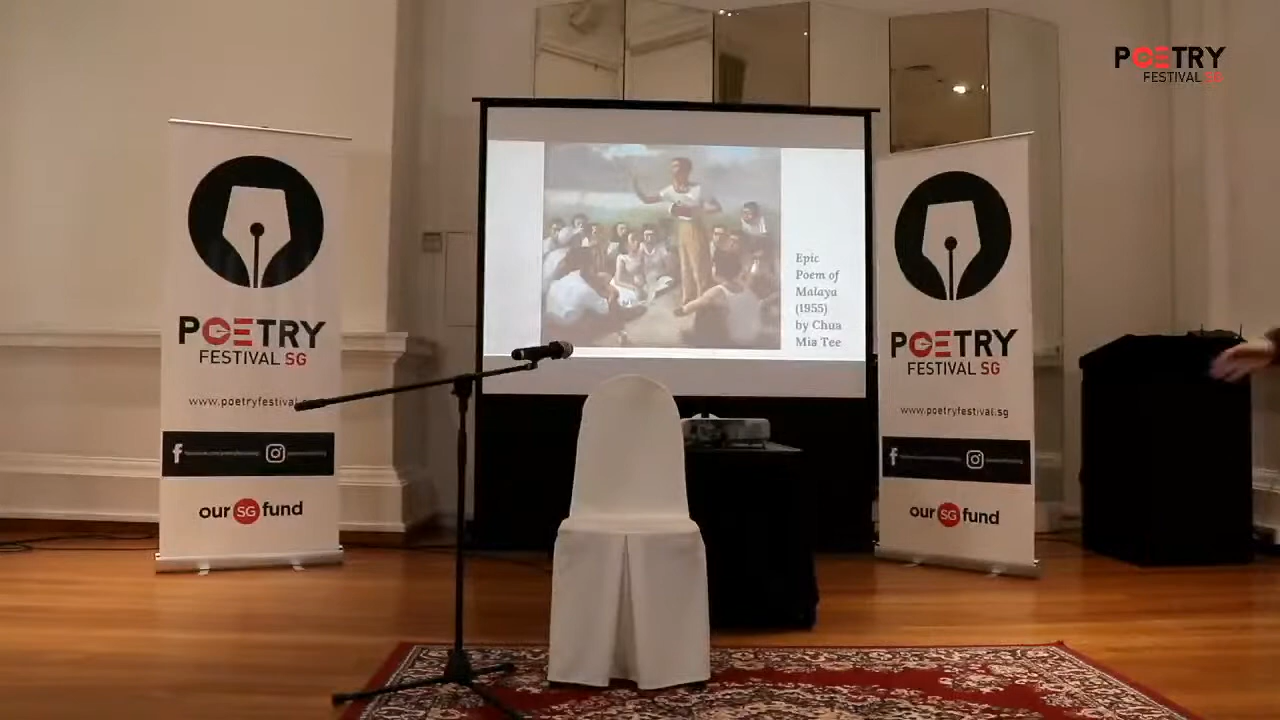 POETRY
FESTIVAL SG
POETRY
FESTIVAL SG
www.poetryfestival.sg
our SG fund
Epic
Poem of
Malaya
(1955)
by Chua
Mia Tee
POETRY
FESTIVAL SG
www.poetryfestival.sg
our SG fund